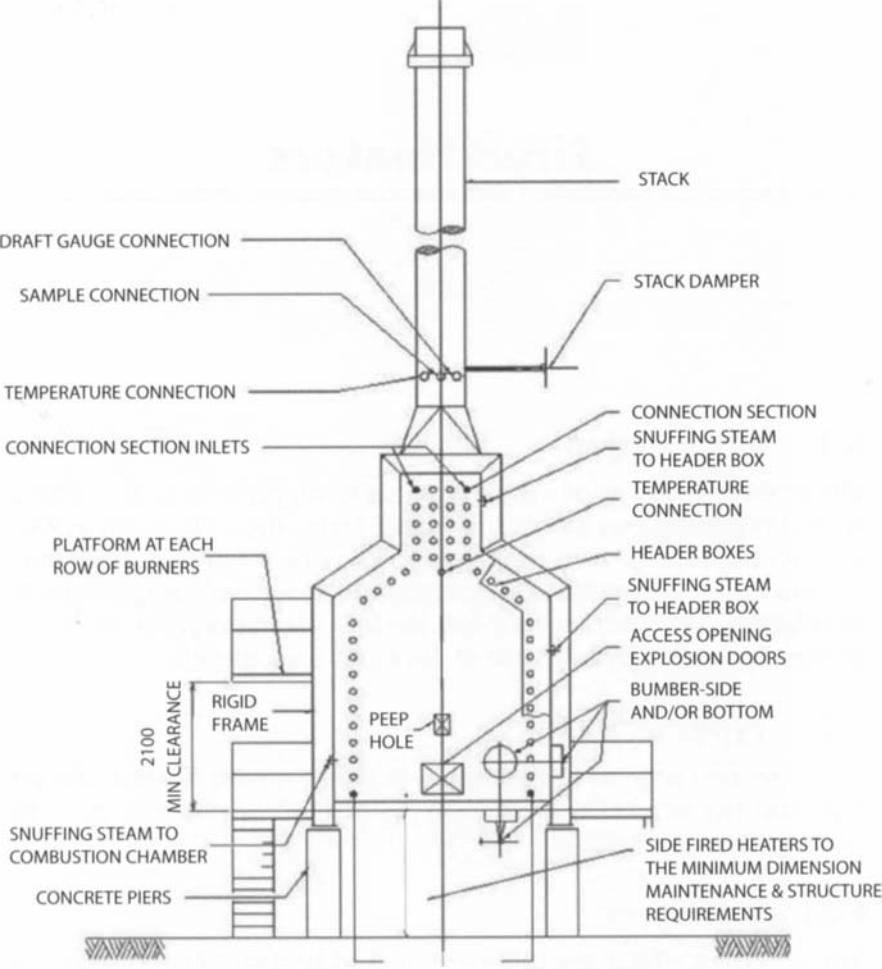 STACK
DRAFT GAUGE CONNECTION
SAMPLE CONNECTION
STACK DAMPER
TEMPERATURE CONNECTION
CONNECTION SECTION INLETS
CONNECTION SECTION
SNUFFING STEAM
TO HEADER BOX
TEMPERATURE
CONNECTION
PLATFORM AT EACH
ROW OF BURNERS
HEADER BOXES
SNUFFING STEAM
TO HEADER BOX
ACCESS OPENING
EXPLOSION DOORS
RIGID
FRAME
PEEP
HOLE
BUMBER-SIDE
AND/OR BOTTOM
2100
MIN CLEARANCE
SNUFFING STEAM TO
COMBUSTION CHAMBER
CONCRETE PIERS
SIDE FIRED HEATERS TO
THE MINIMUM DIMENSION
MAINTENANCE & STRUCTURE
REQUIREMENTS